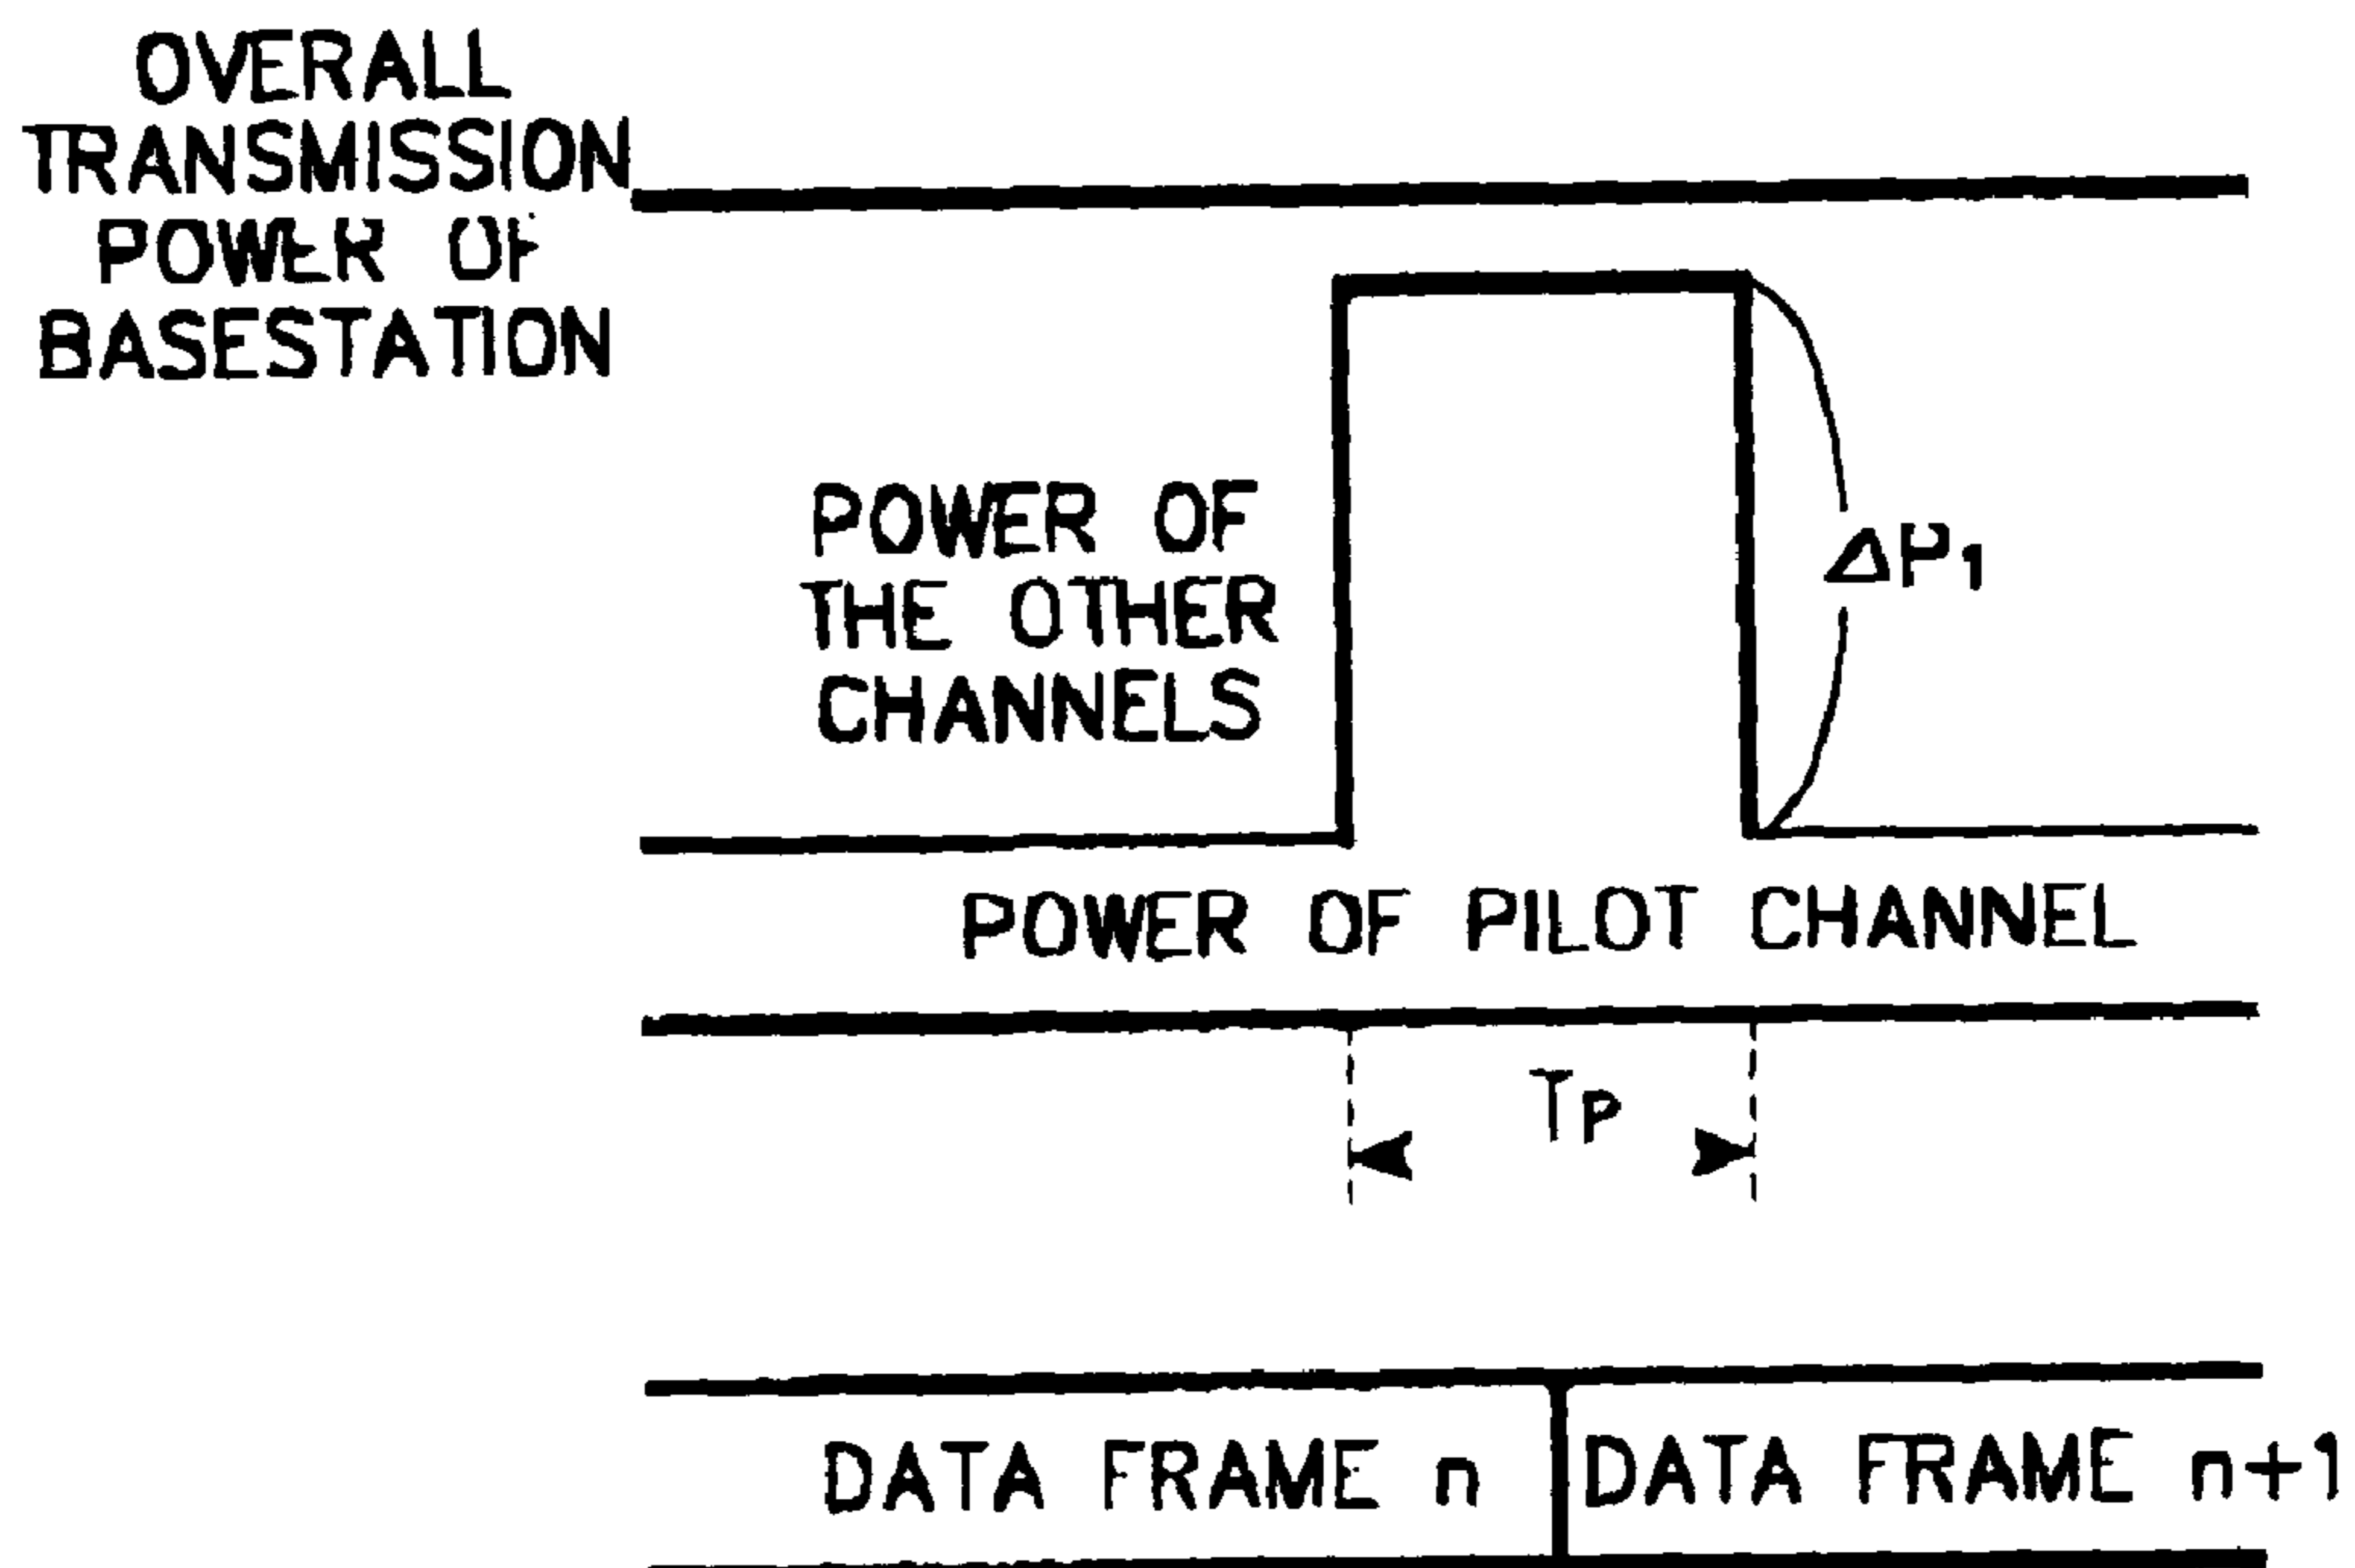 OVERALL
TRANSMISSION
POWER OF
BASESTATION
POWER OF
THE OTHER
CHANNELS
ΔP1
POWER OF PILOT CHANNEL
TP
DATA FRAME n
DATA FRAME n+1